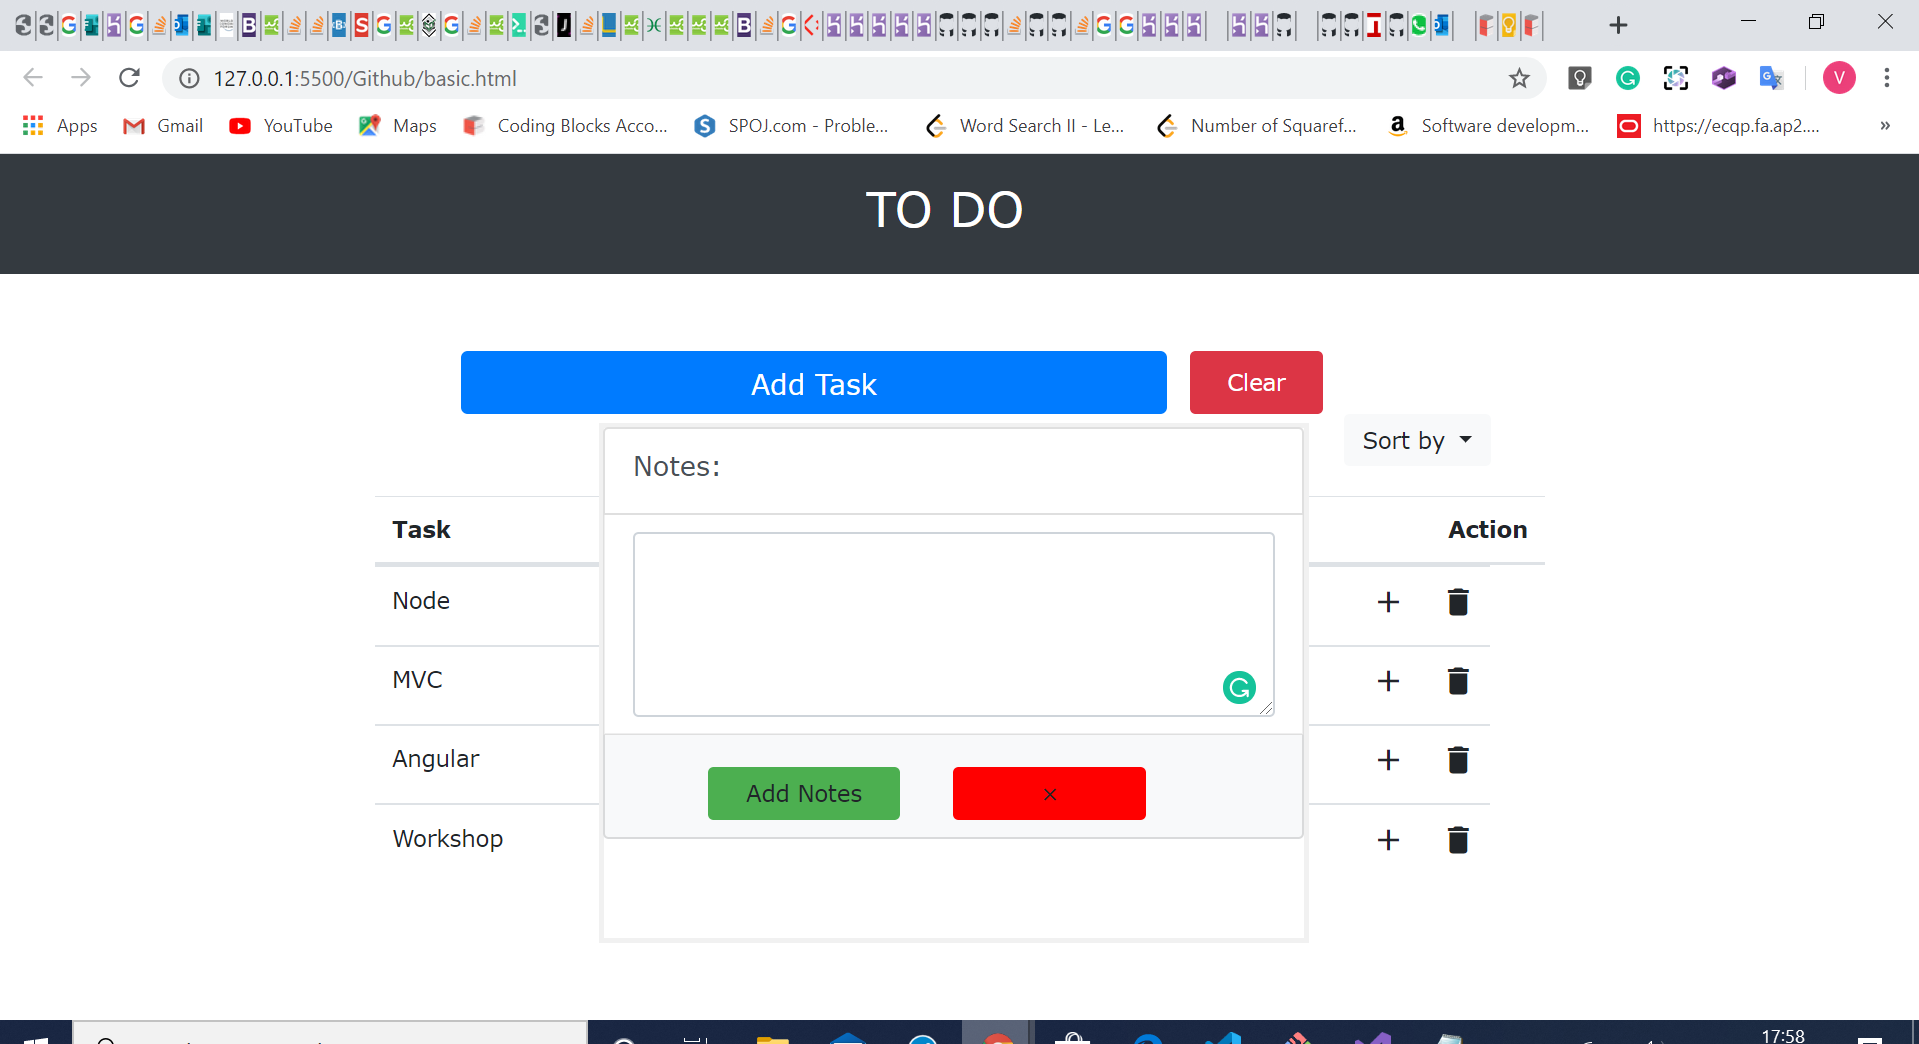 127.0.0.1:5500/Github/basic.html
V
Apps Gmail YouTube Maps Coding Blocks Acco... SPOJ.com - Proble... Word Search II - Le... Number of Squaref... Software developm... https://ecqp.fa.ap2.... »
TO DO
Add Task Clear
Sort by
Notes:
Task Action
Node
MVC
Angular
Workshop
Add Notes ×
17:58